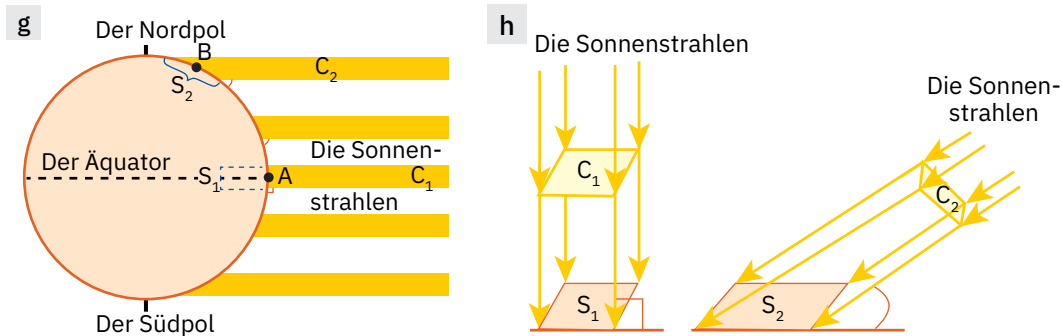 g
Der Nordpol
B
C₂
S₂
Der Äquator
Die Sonnen-
S₁
A
C₁
strahlen
Der Südpol
h
Die Sonnenstrahlen
C₁
S₁
Die Sonnen-
strahlen
C₂
S₂